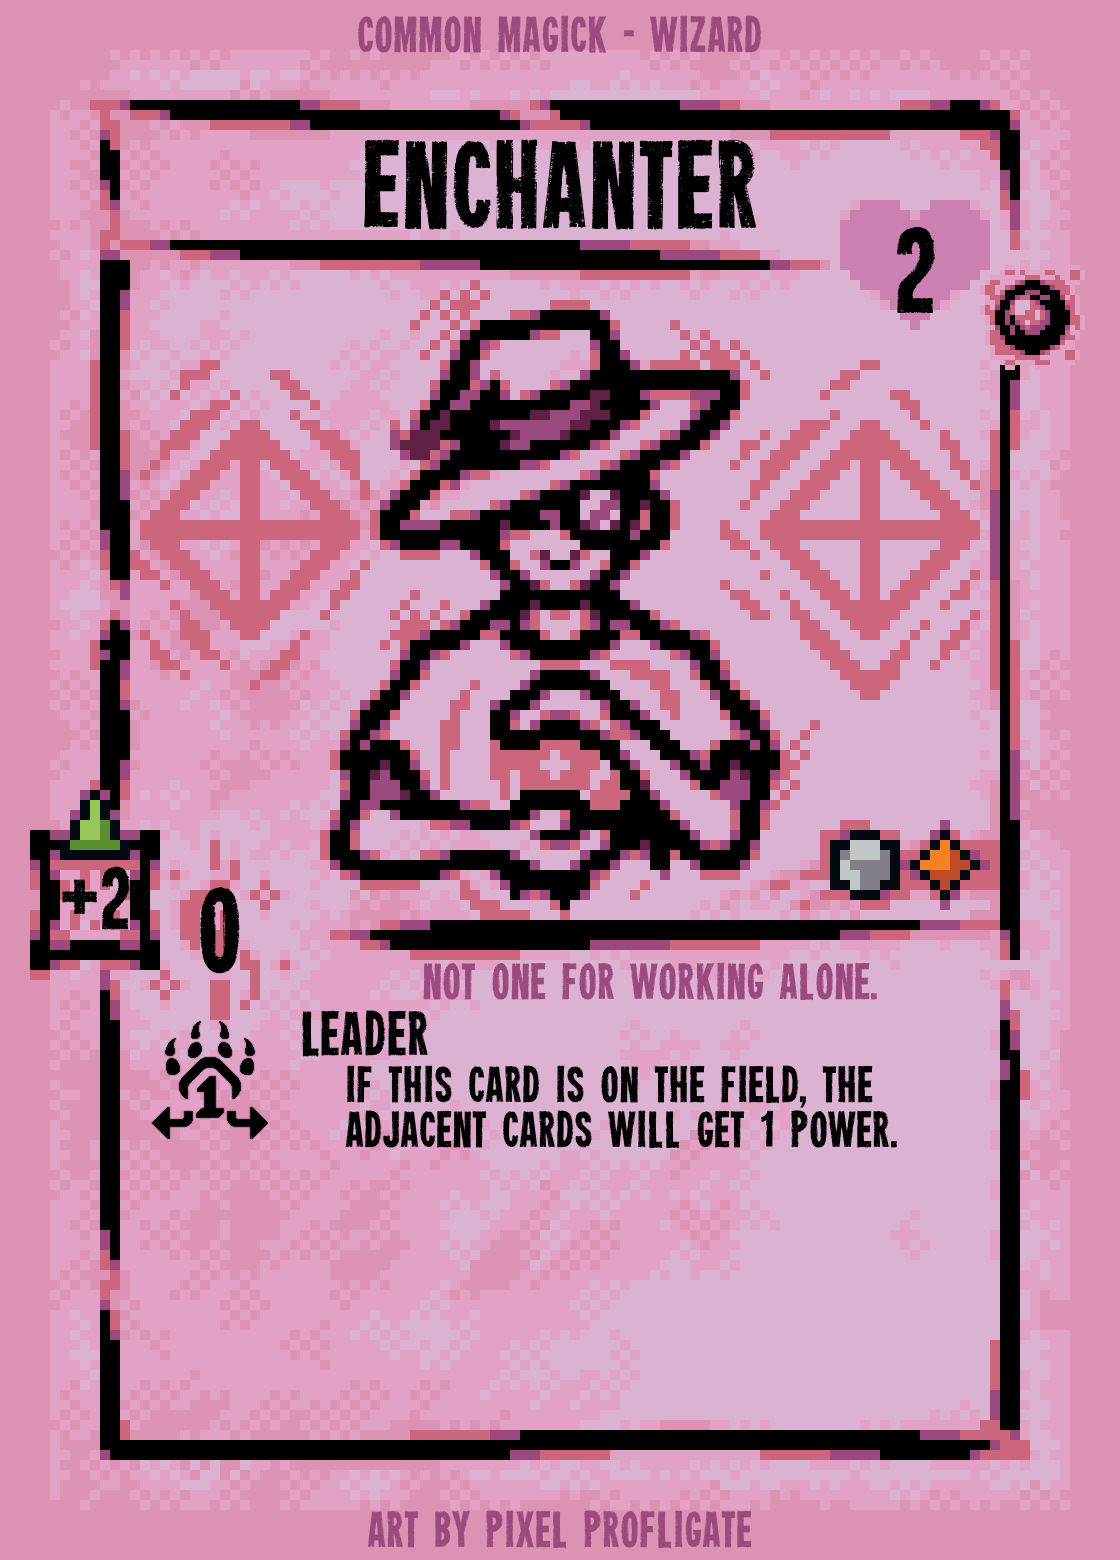 COMMON MAGICK - WIZARD
ENCHANTER
2
+2
0
NOT ONE FOR WORKING ALONE.
LEADER
1
IF THIS CARD IS ON THE FIELD, THE
ADJACENT CARDS WILL GET 1 POWER.
ART BY PIXEL PROFLIGATE